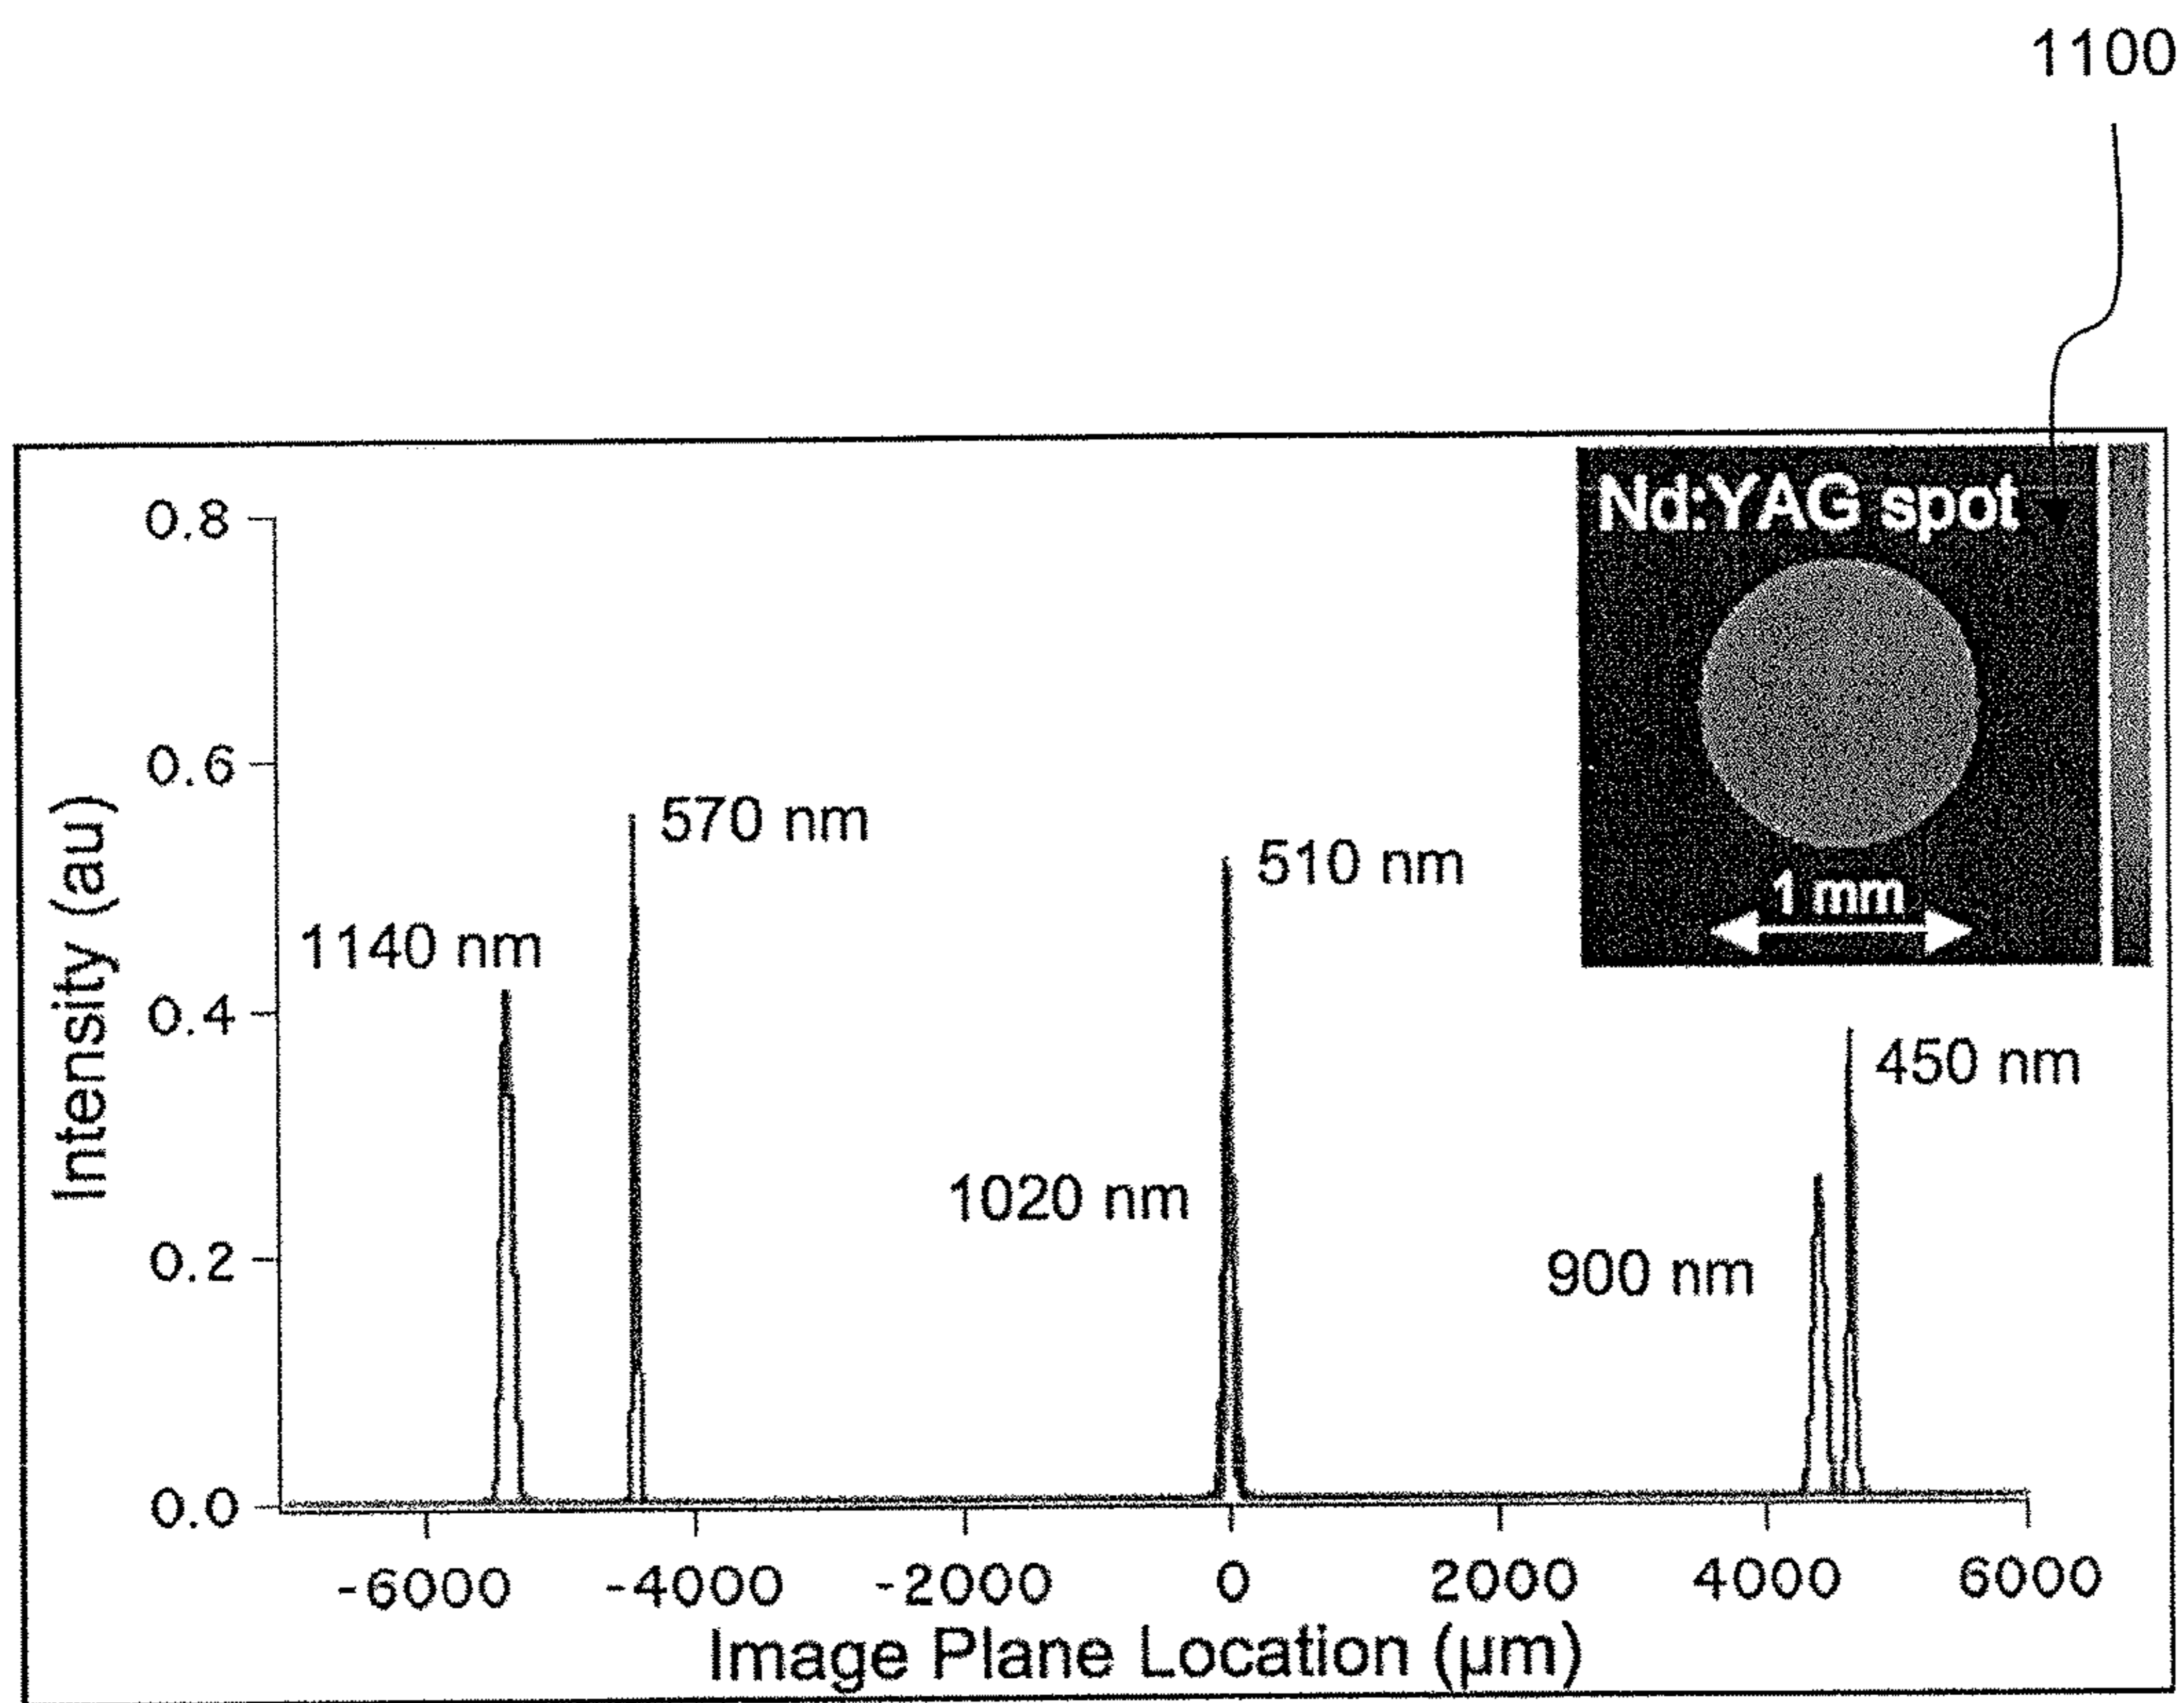 1100
Nd:YAG spot
1 mm
0.8
0.6
0.4
0.2
0.0
Intensity (au)
1140 nm
570 nm
1020 nm
510 nm
900 nm
450 nm
-6000 -4000 -2000 0 2000 4000 6000
Image Plane Location (µm)